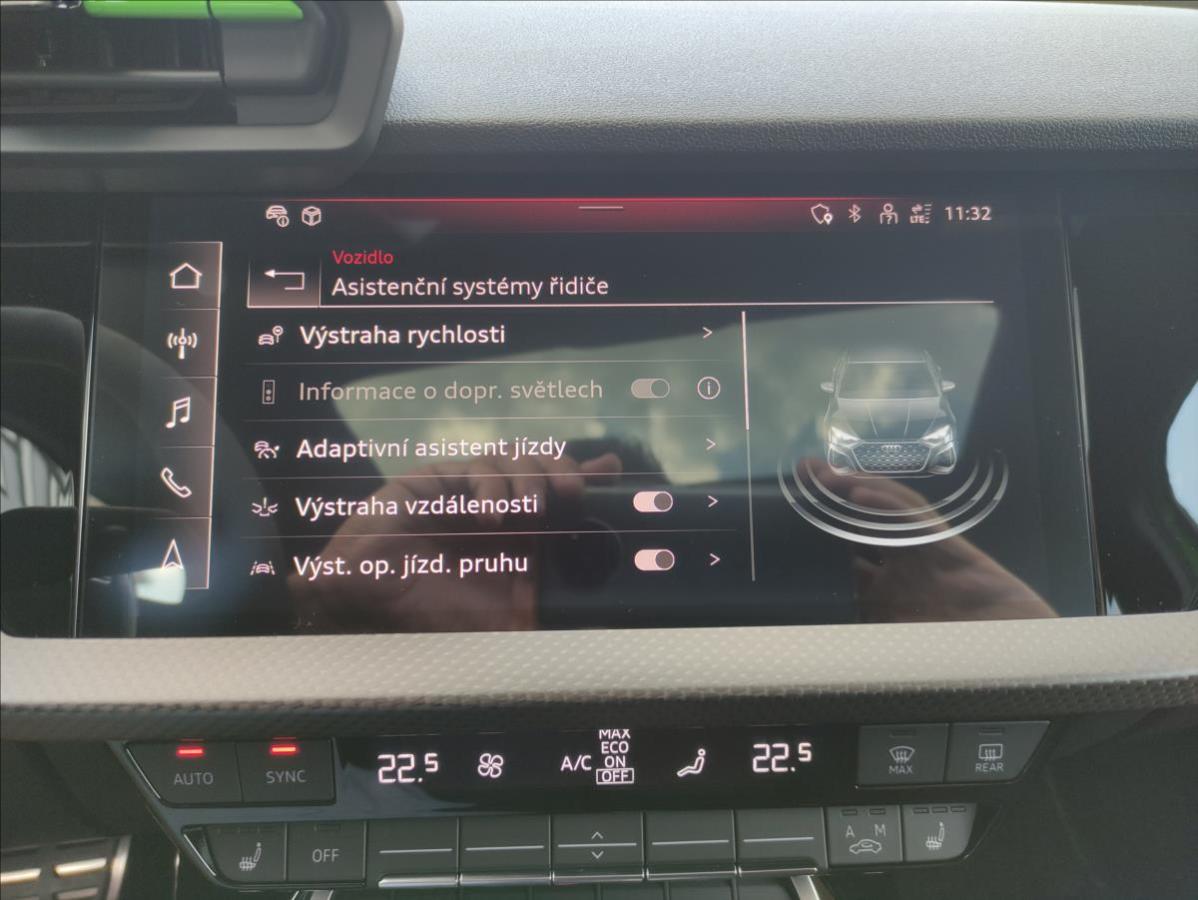 LTE
11:32
Vozidlo
Asistenční systémy řidiče
Výstraha rychlosti
Informace o dopr. světlech
Adaptivní asistent jízdy
Výstraha vzdálenosti
Výst. op. jízd. pruhu
AUTO
SYNC
22.5
A/C
MAX
ECO
ON
OFF
22.5
MAX
REAR
OFF
A M